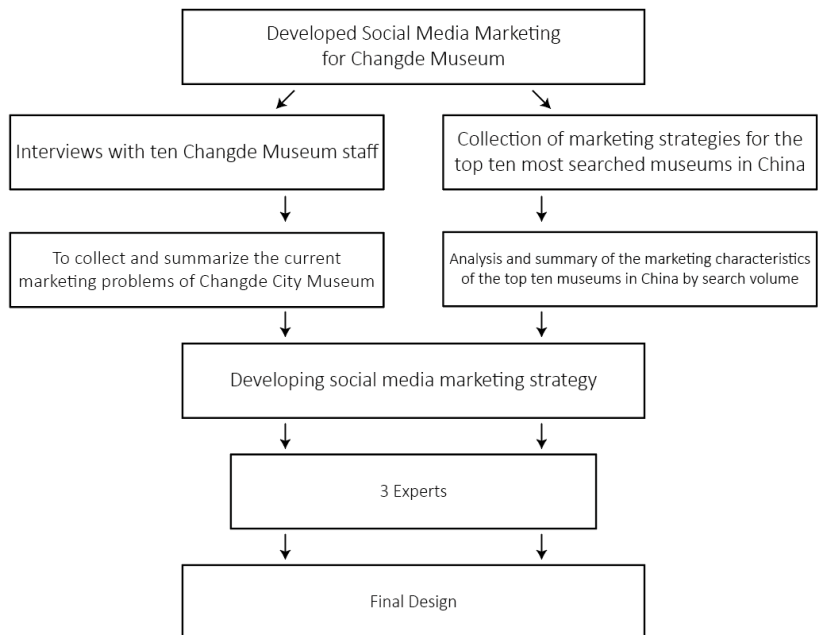 Developed Social Media Marketing
for Changde Museum
Interviews with ten Changde Museum staff
Collection of marketing strategies for the
top ten most searched museums in China
To collect and summarize the current
marketing problems of Changde City Museum
Analysis and summary of the marketing characteristics
of the top ten museums in China by search volume
Developing social media marketing strategy
3 Experts
Final Design